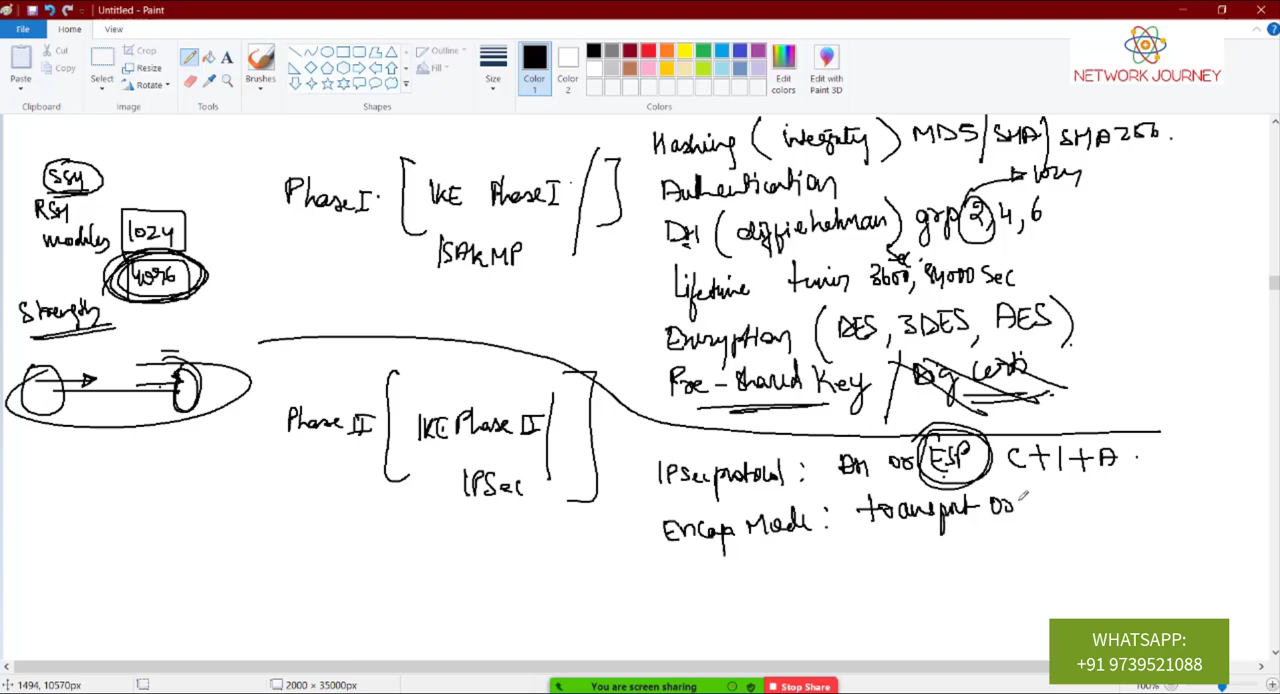 Untitled - Paint
File Home View
Paste
Cut
Copy
Clipboard
Select
Crop
Resize
Rotate
Image
Tools
Brushes
Shapes
Outline
Fill
Size
Color 1
Color 2
Colors
Edit colors
Edit with Paint 3D
NETWORK JOURNEY
Hashing (integrity) MD5/SHA/SHA256.
SSH
RSA
modules 1024
4096
Strength
Phase I. [IKE Phase I /]
ISAKMP
Authentication
DH (diffiehelman) grp 2, 4, 6
Lifetime 3600 Sec, 84000 Sec
Encryption (DES, 3DES, AES).
Pre-Shared Key /
Phase II [IKE Phase II |]
IPSec
IPSec protocol: AH or ESP C+I+A.
Encap Mode: transport or
WHATSAPP:
+91 9739521088
1494, 10570px
2000 × 35000px
You are screen sharing
Stop Share
100%